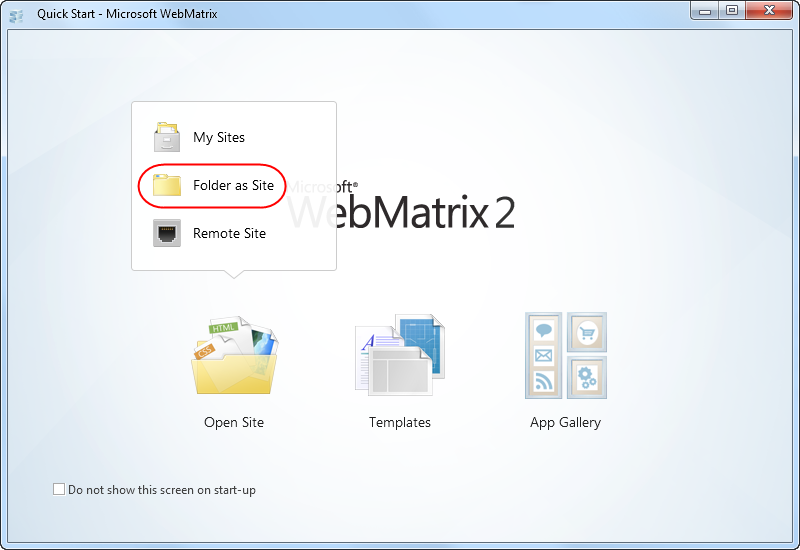 Quick Start - Microsoft WebMatrix
My Sites
Folder as Site
Remote Site
Microsoft®
WebMatrix 2
HTML
CSS
A
Open Site
Templates
App Gallery
Do not show this screen on start-up